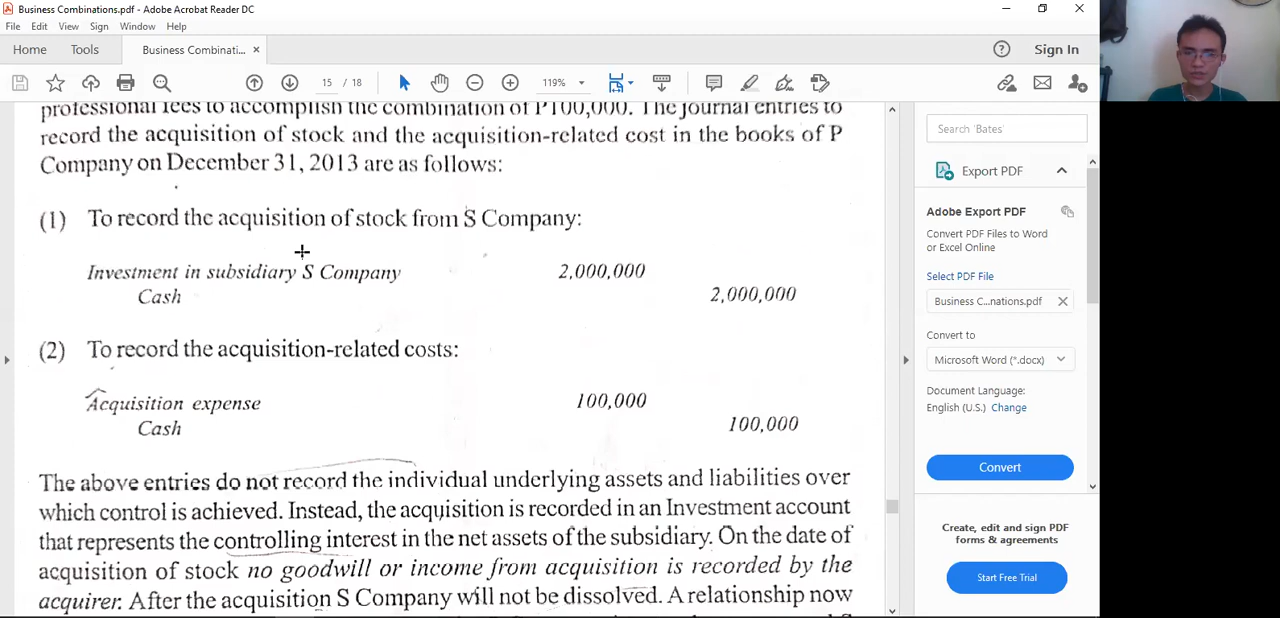 Business Combinations.pdf - Adobe Acrobat Reader DC
File Edit View Sign Window Help
Home Tools Business Combinati... ×
Sign In
15 / 18 119%
professional fees to accomplish the combination of P100,000. The journal entries to
record the acquisition of stock and the acquisition-related cost in the books of P
Company on December 31, 2013 are as follows:
(1) To record the acquisition of stock from S Company:
Investment in subsidiary S Company 2,000,000
Cash 2,000,000
(2) To record the acquisition-related costs:
Acquisition expense 100,000
Cash 100,000
The above entries do not record the individual underlying assets and liabilities over
which control is achieved. Instead, the acquisition is recorded in an Investment account
that represents the controlling interest in the net assets of the subsidiary. On the date of
acquisition of stock no goodwill or income from acquisition is recorded by the
acquirer. After the acquisition S Company will not be dissolved. A relationship now
Search 'Bates'
Export PDF
Adobe Export PDF
Convert PDF Files to Word
or Excel Online
Select PDF File
Business C...nations.pdf
Convert to
Microsoft Word (*.docx)
Document Language:
English (U.S.) Change
Convert
Create, edit and sign PDF
forms & agreements
Start Free Trial